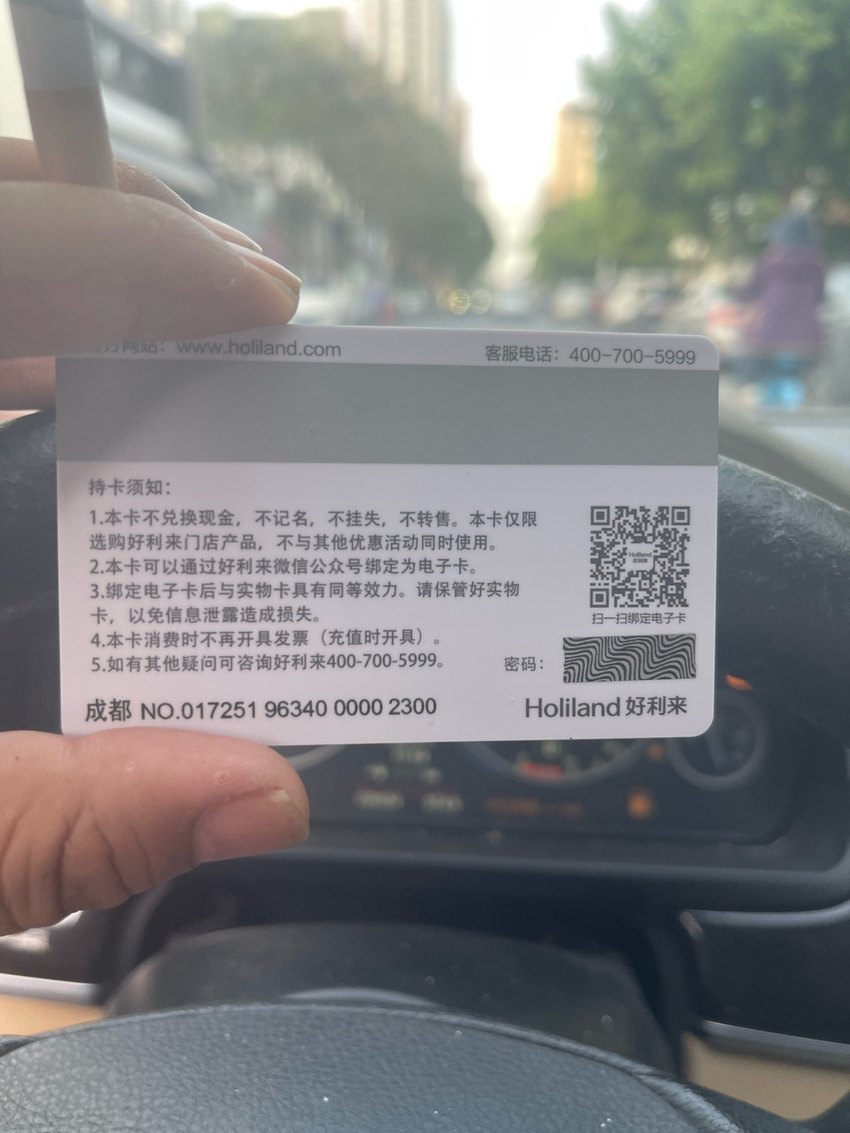 方网站：www.holiland.com
客服电话：400-700-5999
持卡须知：
1.本卡不兑换现金，不记名，不挂失，不转售。本卡仅限
选购好利来门店产品，不与其他优惠活动同时使用。
2.本卡可以通过好利来微信公众号绑定为电子卡。
3.绑定电子卡后与实物卡具有同等效力。请保管好实物
卡，以免信息泄露造成损失。
4.本卡消费时不再开具发票（充值时开具）。
5.如有其他疑问可咨询好利来400-700-5999。
Holiland
好利来
扫一扫绑定电子卡
密码：
成都 NO.017251 96340 0000 2300
Holiland 好利来